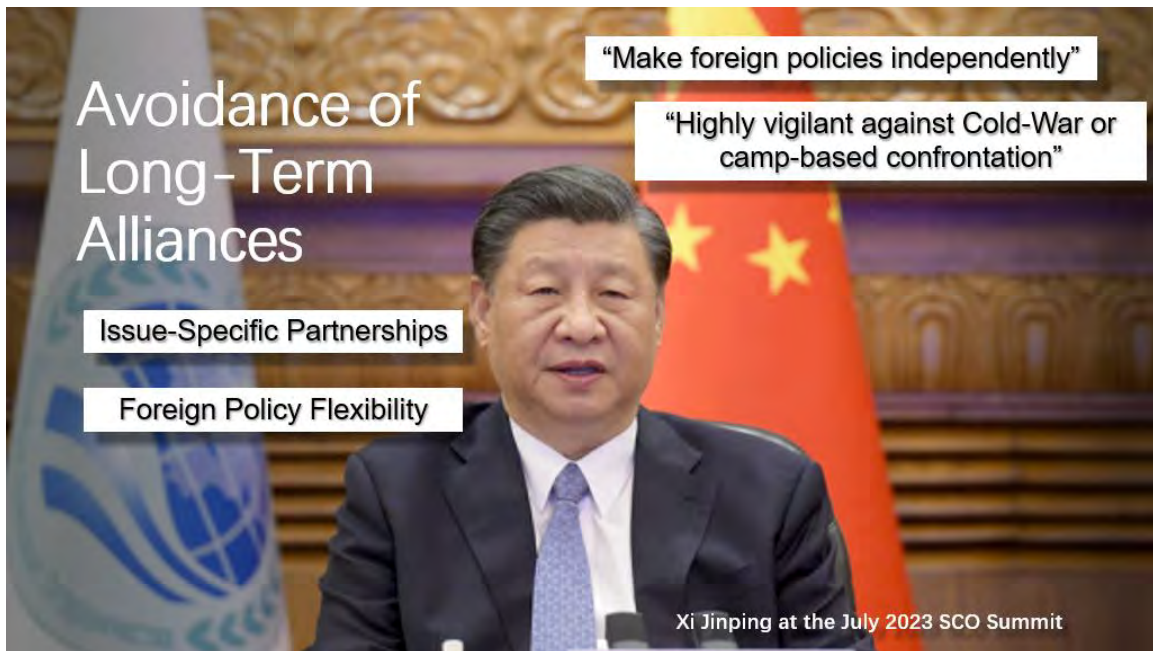 Avoidance of
Long-Term
Alliances
“Make foreign policies independently”
“Highly vigilant against Cold-War or
camp-based confrontation”
Issue-Specific Partnerships
Foreign Policy Flexibility
Xi Jinping at the July 2023 SCO Summit